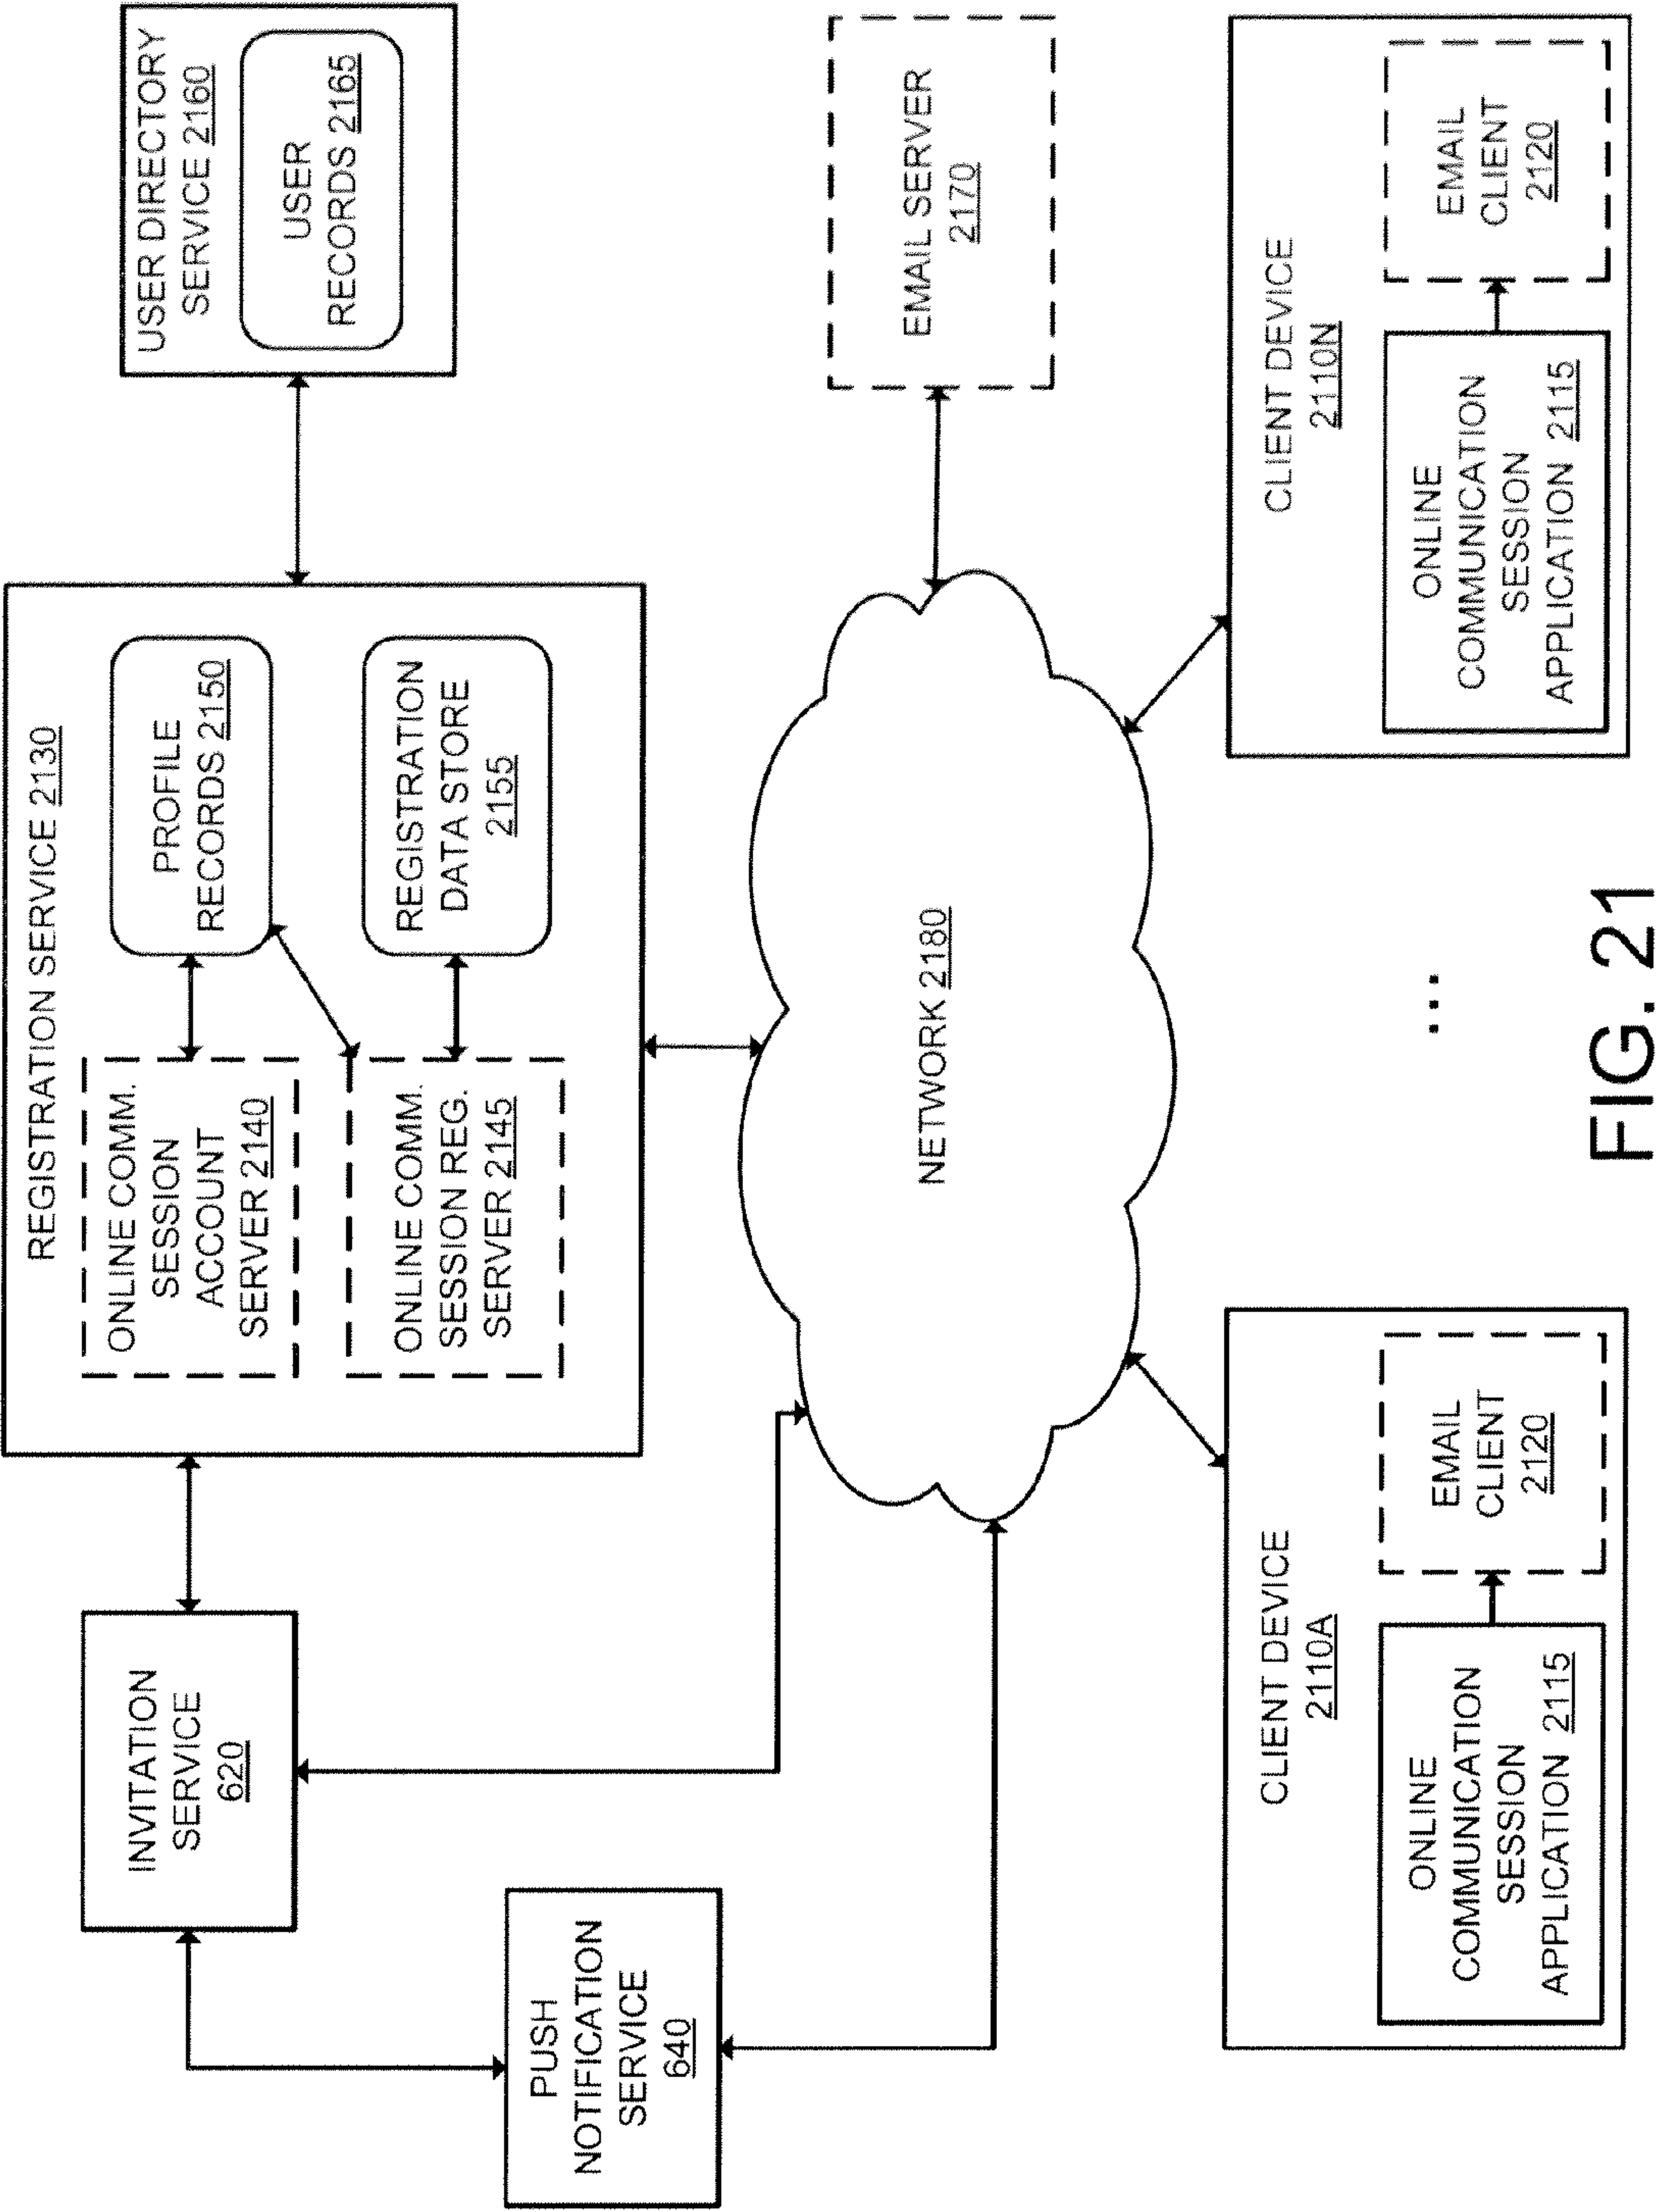 REGISTRATION SERVICE 2130
ONLINE COMM.
SESSION
ACCOUNT
SERVER 2140
PROFILE
RECORDS 2150
ONLINE COMM.
SESSION REG.
SERVER 2145
REGISTRATION
DATA STORE
2155
USER DIRECTORY
SERVICE 2160
USER
RECORDS 2165
INVITATION
SERVICE
620
PUSH
NOTIFICATION
SERVICE
640
NETWORK 2180
EMAIL SERVER
2170
CLIENT DEVICE
2110A
ONLINE
COMMUNICATION
SESSION
APPLICATION 2115
EMAIL
CLIENT
2120
...
CLIENT DEVICE
2110N
ONLINE
COMMUNICATION
SESSION
APPLICATION 2115
EMAIL
CLIENT
2120
FIG. 21